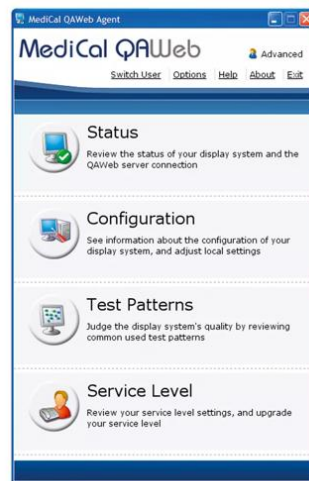 MediCal QAWeb Agent
MediCal QAWeb
Advanced
Switch User Options Help About Exit
Status
Review the status of your display system and the
QAWeb server connection
Configuration
See information about the configuration of your
display system, and adjust local settings
Test Patterns
Judge the display system's quality by reviewing
common used test patterns
Service Level
Review your service level settings, and upgrade
your service level